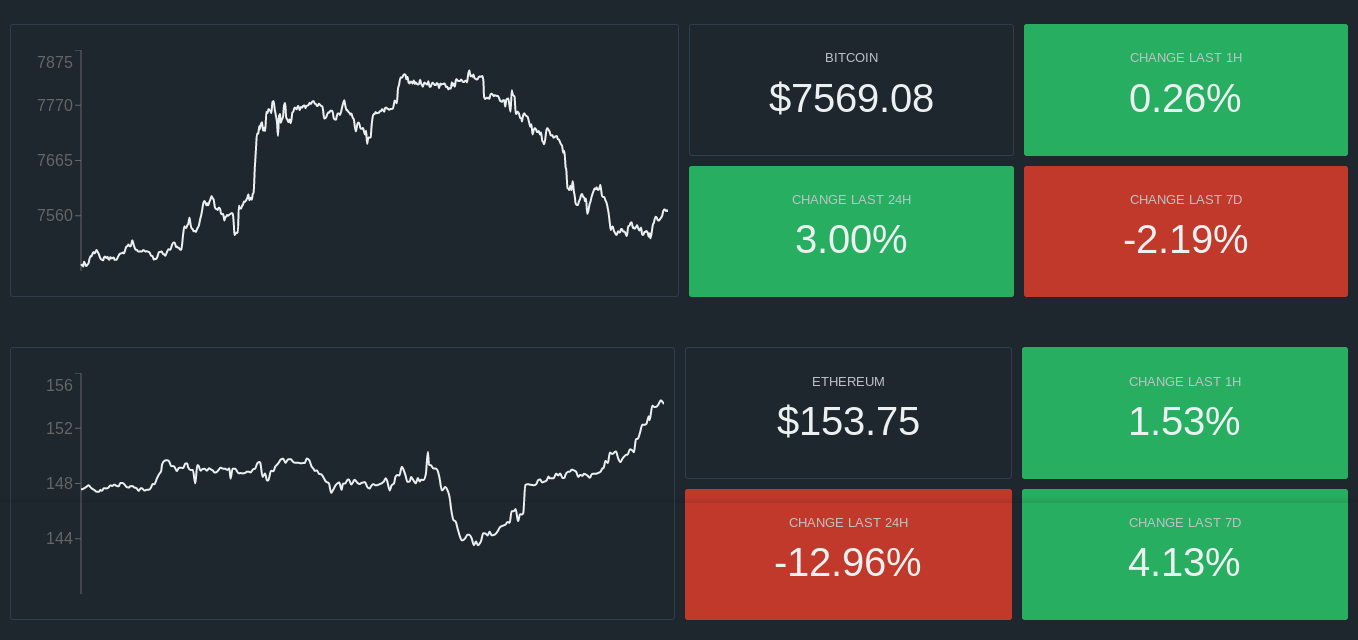 7875
7770
7665
7560
BITCOIN
$7569.08
CHANGE LAST 1H
0.26%
CHANGE LAST 24H
3.00%
CHANGE LAST 7D
-2.19%
156
152
148
144
ETHEREUM
$153.75
CHANGE LAST 1H
1.53%
CHANGE LAST 24H
-12.96%
CHANGE LAST 7D
4.13%